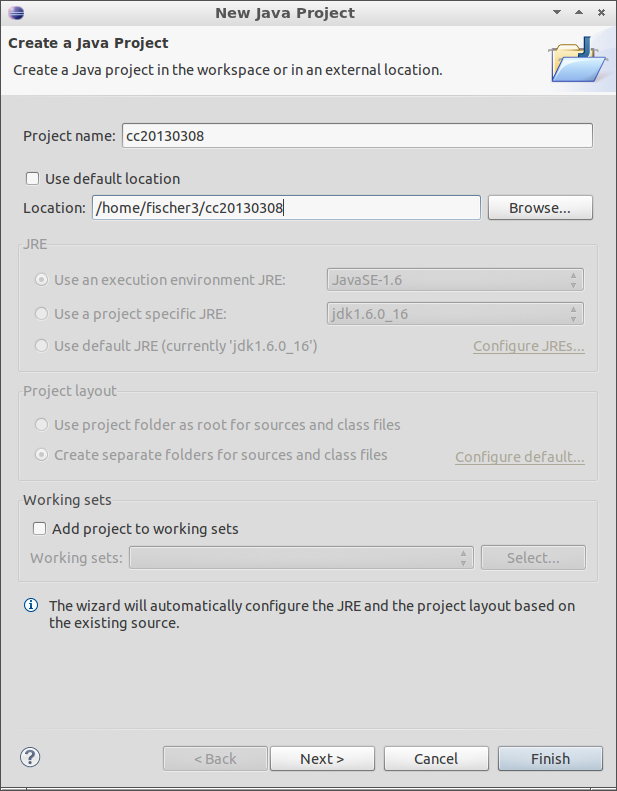 New Java Project
Create a Java Project
Create a Java project in the workspace or in an external location.
Project name: cc20130308
Use default location
Location: /home/fischer3/cc20130308 Browse...
JRE
Use an execution environment JRE: JavaSE-1.6
Use a project specific JRE: jdk1.6.0_16
Use default JRE (currently 'jdk1.6.0_16') Configure JREs...
Project layout
Use project folder as root for sources and class files
Create separate folders for sources and class files Configure default...
Working sets
Add project to working sets
Working sets: Select...
The wizard will automatically configure the JRE and the project layout based on
the existing source.
< Back Next > Cancel Finish